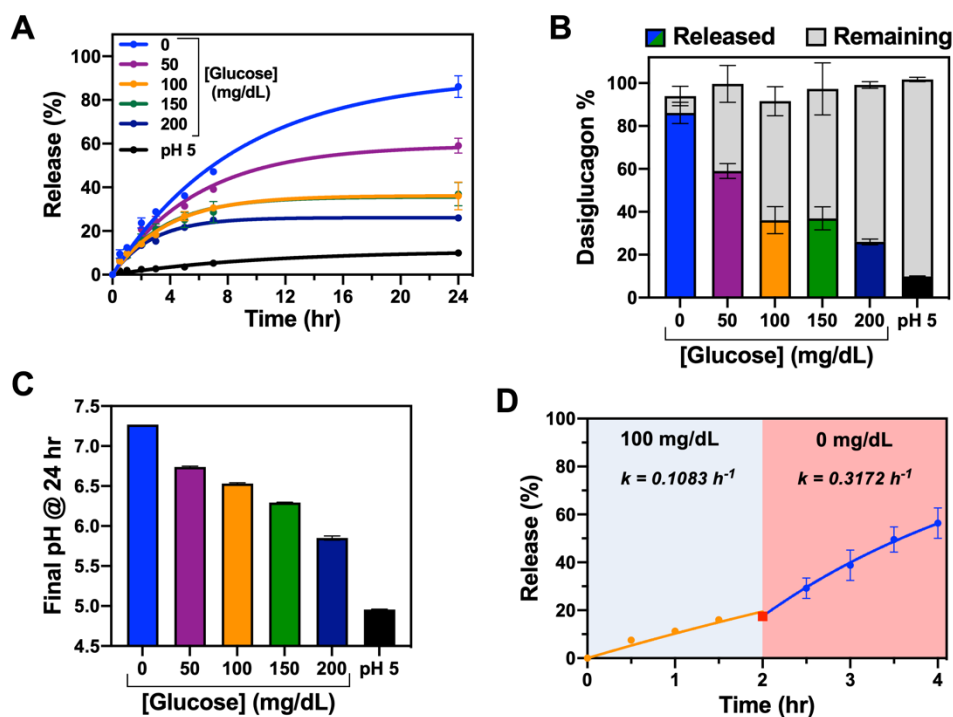 A
100
80
60
40
20
0
Release (%)
0
50
100
150
200
pH 5
[Glucose]
(mg/dL)
0 4 8 12 16 20 24
Time (hr)
B
Released Remaining
100
80
60
40
20
0
Dasiglucagon %
0 50 100 150 200 pH 5
[Glucose] (mg/dL)
C
7.5
7.0
6.5
6.0
5.5
5.0
4.5
Final pH @ 24 hr
0 50 100 150 200 pH 5
[Glucose] (mg/dL)
D
100
80
60
40
20
0
Release (%)
100 mg/dL 0 mg/dL
k = 0.1083 h-1 k = 0.3172 h-1
0 1 2 3 4
Time (hr)